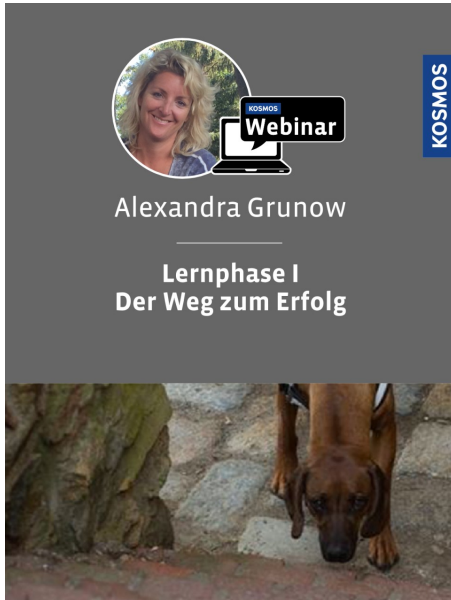 KOSMOS
KOSMOS
Webinar
Alexandra Grunow
Lernphase I
Der Weg zum Erfolg